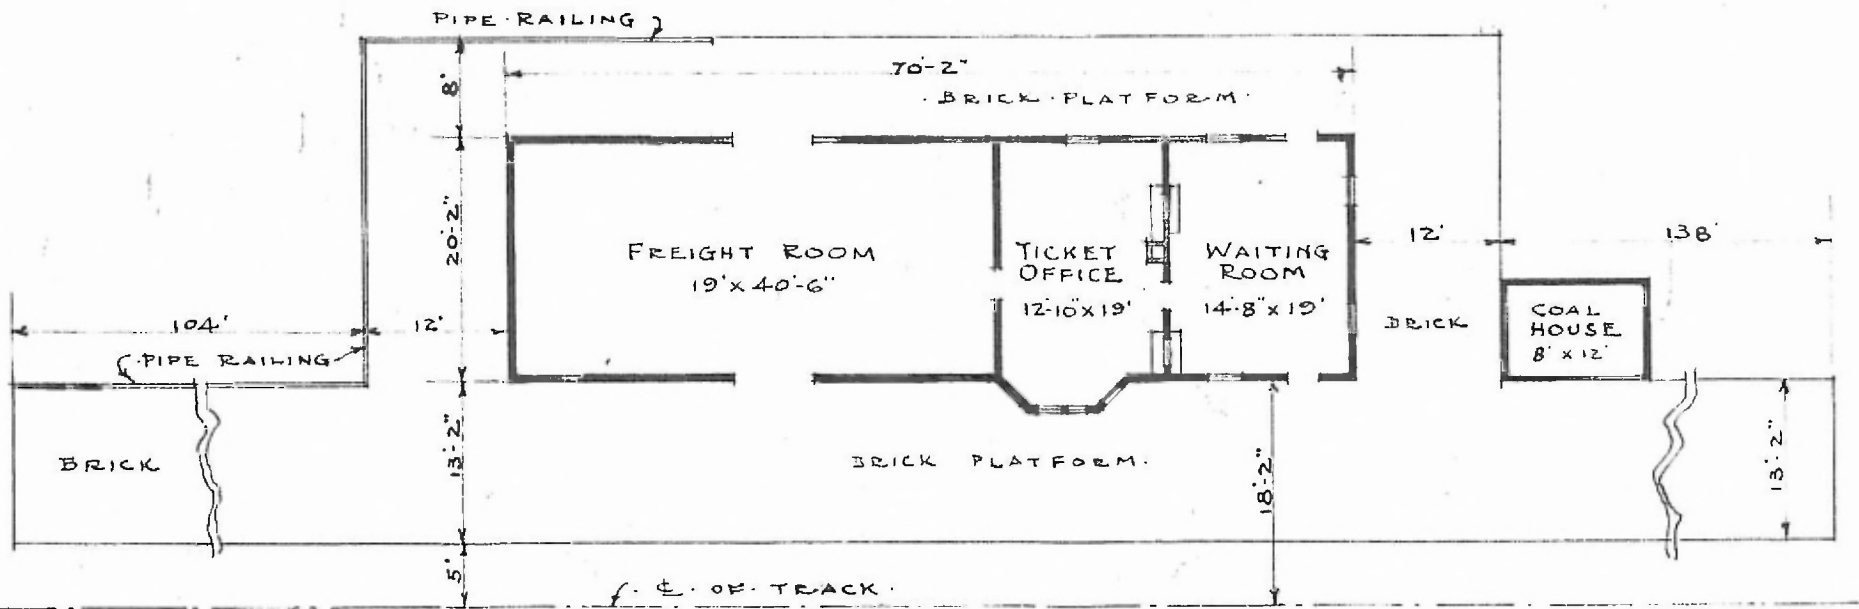 PIPE·RAILING
70'-2"
·BRICK·PLATFORM·
8'
20'-2"
FREIGHT ROOM
19' x 40'-6"
TICKET
OFFICE
12'-10" x 19'
WAITING
ROOM
14'-8" x 19'
12'
138'
104'
12'
·PIPE RAILING
BRICK
COAL
HOUSE
8' x 12'
BRICK
13'-2"
BRICK PLATFORM·
18'-2"
13'-2"
5'
·℄·OF·TRACK·